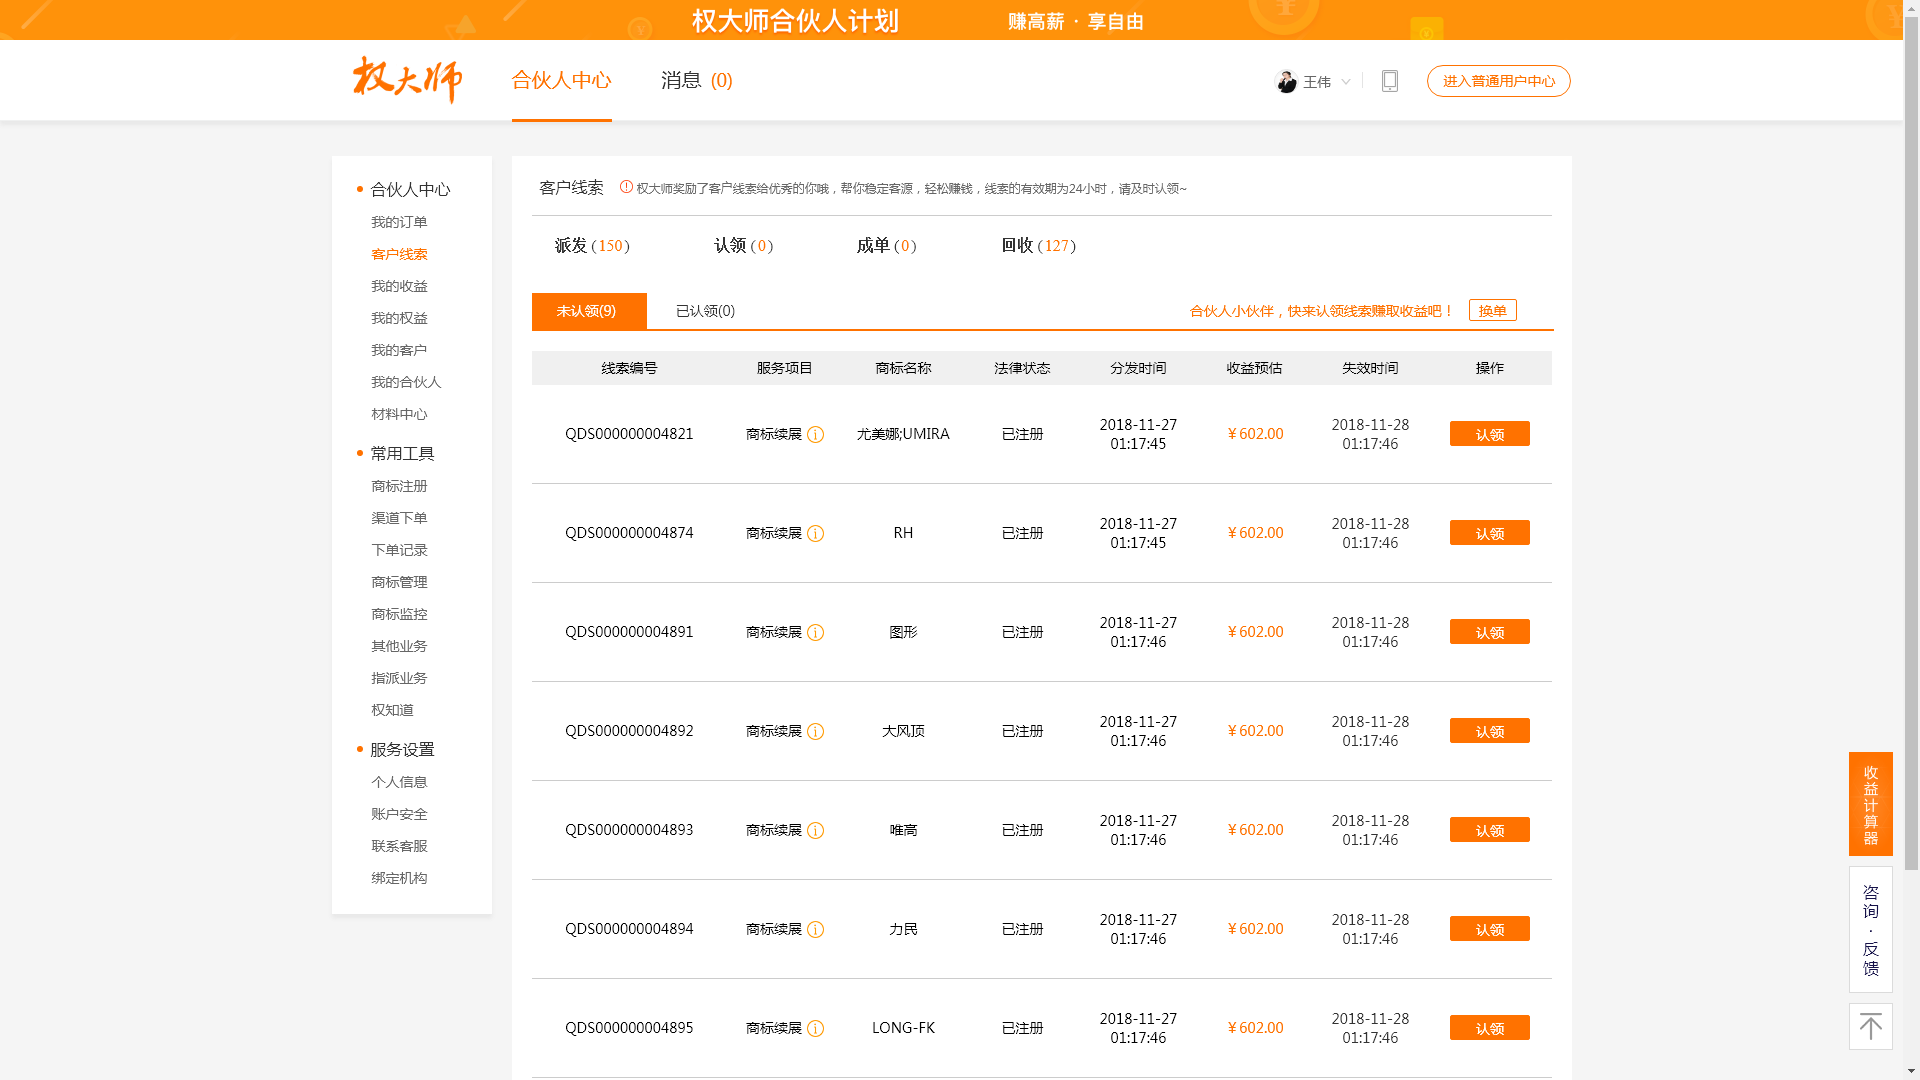 权大师合伙人计划 赚高薪 · 享自由
权大师 合伙人中心 消息 (0) 王伟 进入普通用户中心
合伙人中心
我的订单
客户线索
我的收益
我的权益
我的客户
我的合伙人
材料中心
常用工具
商标注册
渠道下单
下单记录
商标管理
商标监控
其他业务
指派业务
权知道
服务设置
个人信息
账户安全
联系客服
绑定机构
客户线索 权大师奖励了客户线索给优秀的你哦，帮你稳定客源，轻松赚钱，线索的有效期为24小时，请及时认领~
派发 (150) 认领 (0) 成单 (0) 回收 (127)
未认领(9) 已认领(0) 合伙人小伙伴，快来认领线索赚取收益吧！ 换单
线索编号 服务项目 商标名称 法律状态 分发时间 收益预估 失效时间 操作
QDS000000004821 商标续展 尤美娜;UMIRA 已注册 2018-11-27 01:17:45 ￥602.00 2018-11-28 01:17:46 认领
QDS000000004874 商标续展 RH 已注册 2018-11-27 01:17:45 ￥602.00 2018-11-28 01:17:46 认领
QDS000000004891 商标续展 图形 已注册 2018-11-27 01:17:46 ￥602.00 2018-11-28 01:17:46 认领
QDS000000004892 商标续展 大风顶 已注册 2018-11-27 01:17:46 ￥602.00 2018-11-28 01:17:46 认领
QDS000000004893 商标续展 唯高 已注册 2018-11-27 01:17:46 ￥602.00 2018-11-28 01:17:46 认领
QDS000000004894 商标续展 力民 已注册 2018-11-27 01:17:46 ￥602.00 2018-11-28 01:17:46 认领
QDS000000004895 商标续展 LONG-FK 已注册 2018-11-27 01:17:46 ￥602.00 2018-11-28 01:17:46 认领
收益计算器
咨询·反馈